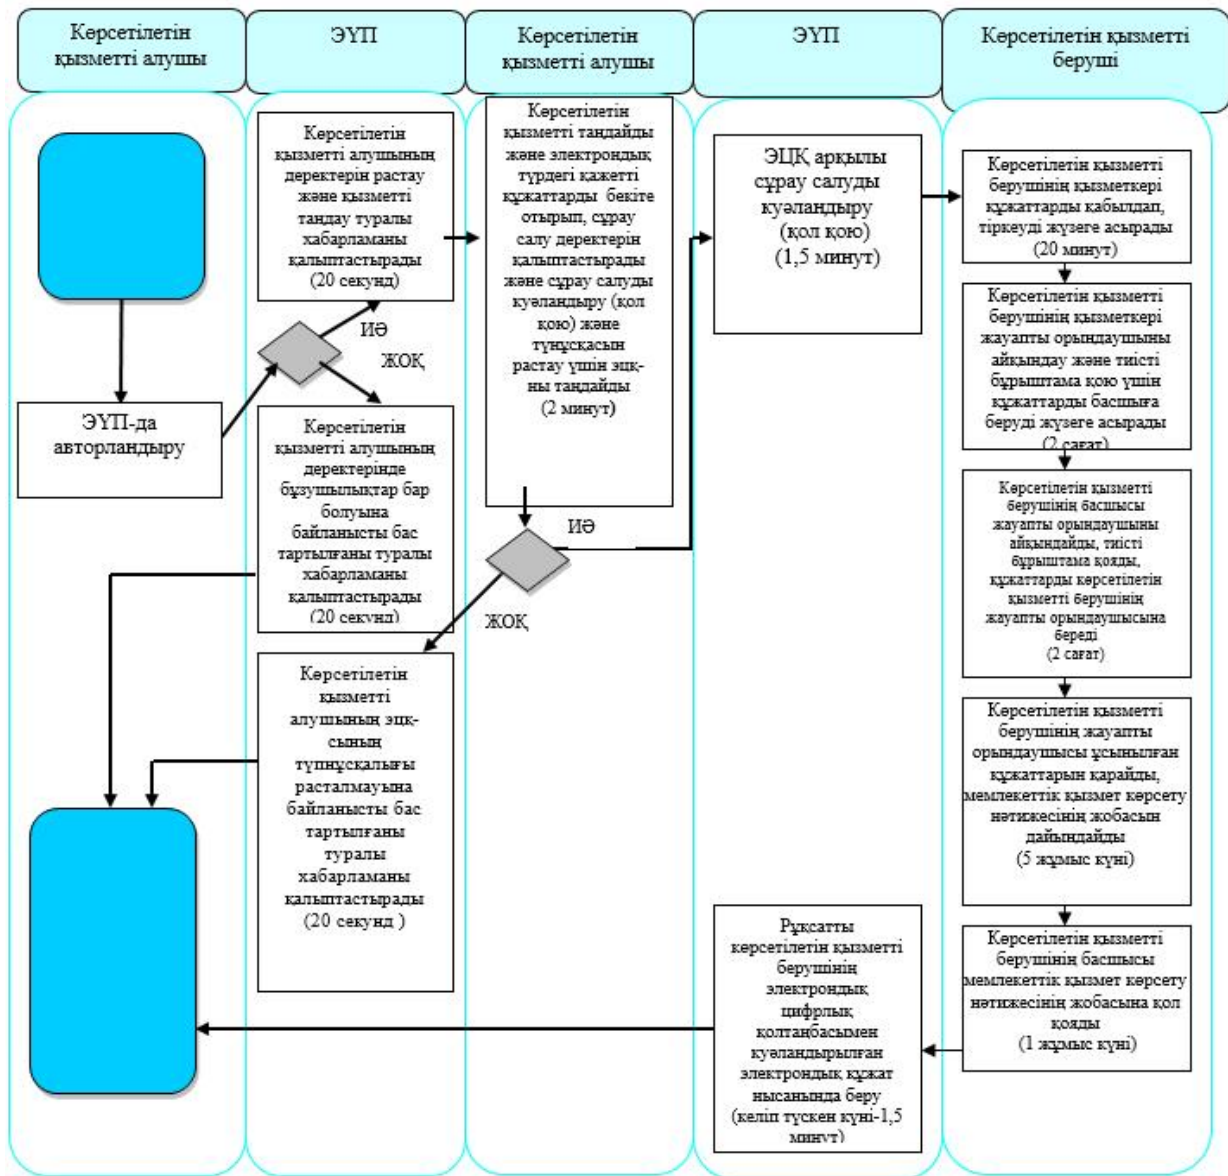 Көрсетілетін
қызметті алушы
ЭҮП
Көрсетілетін
қызметті алушы
ЭҮП
Көрсетілетін қызметті
беруші
ЭҮП-да
авторландыру
Көрсетілетін
қызметті алушының
деректерін растау
және қызметті
таңдау туралы
хабарламаны
қалыптастырады
(20 секунд)
ИӘ
ЖОҚ
Көрсетілетін
қызметті алушының
деректерінде
бұзушылықтар бар
болуына
байланысты бас
тартылғаны туралы
хабарламаны
қалыптастырады
(20 секунд)
Көрсетілетін
қызметті
алушының эцқ-
сының
түпнұсқалығы
расталмауына
байланысты бас
тартылғаны
туралы
хабарламаны
қалыптастырады
(20 секунд )
Көрсетілетін
қызметті таңдайды
және электрондық
түрдегі қажетті
құжаттарды бекіте
отырып, сұрау
салу деректерін
қалыптастырады
және сұрау салуды
куәландыру (қол
қою) және
түнұсқасын
растау үшін эцқ-
ны таңдайды
(2 минут)
ИӘ
ЖОҚ
ЭЦҚ арқылы
сұрау салуды
куәландыру
(қол қою)
(1,5 минут)
Көрсетілетін қызметті
берушінің қызметкері
құжаттарды қабылдап,
тіркеуді жүзеге асырады
(20 минут)
Көрсетілетін қызметті
берушінің қызметкері
жауапты орындаушыны
айқындау және тиісті
бұрыштама қою үшін
құжаттарды басшыға
беруді жүзеге асырады
(2 сағат)
Көрсетілетін қызметті
берушінің басшысы
жауапты орындаушыны
айқындайды, тиісті
бұрыштама қояды,
құжаттарды көрсетілетін
қызметті берушінің
жауапты орындаушысына
береді
(2 сағат)
Көрсетілетін қызметті
берушінің жауапты
орындаушысы ұсынылған
құжаттарын қарайды,
мемлекеттік қызмет көрсету
нәтижесінің жобасын
дайындайды
(5 жұмыс күні)
Көрсетілетін қызметті
берушінің басшысы
мемлекеттік қызмет көрсету
нәтижесінің жобасына қол
қояды
(1 жұмыс күні)
Рұқсатты
көрсетілетін қызметті
берушінің
электрондық
цифрлық
қолтаңбасымен
куәландырылған
электрондық құжат
нысанында беру
(келіп түскен күні-1,5
минут)